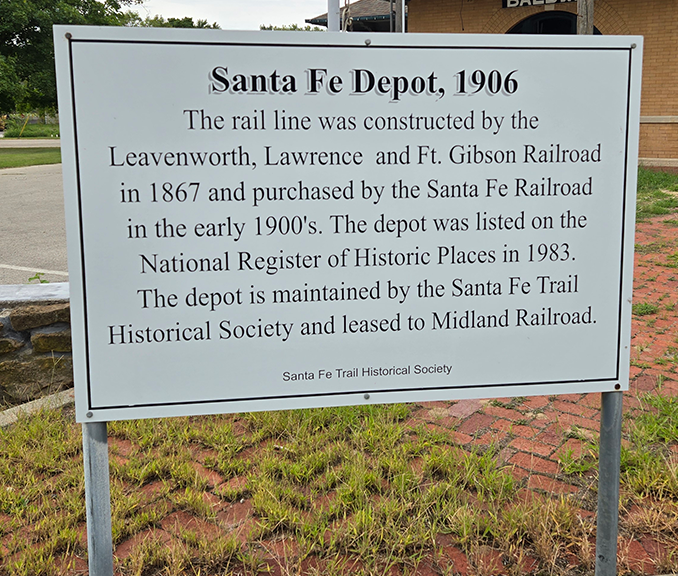 Santa Fe Depot, 1906
The rail line was constructed by the
Leavenworth, Lawrence and Ft. Gibson Railroad
in 1867 and purchased by the Santa Fe Railroad
in the early 1900's. The depot was listed on the
National Register of Historic Places in 1983.
The depot is maintained by the Santa Fe Trail
Historical Society and leased to Midland Railroad.
Santa Fe Trail Historical Society